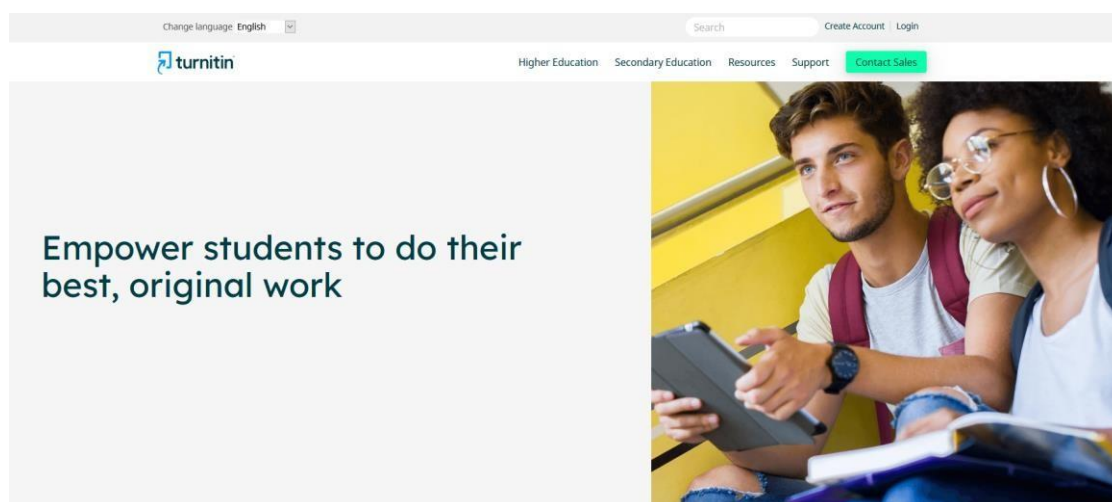 Change language English
Search
Create Account Login
turnitin
Higher Education Secondary Education Resources Support Contact Sales
Empower students to do their
best, original work